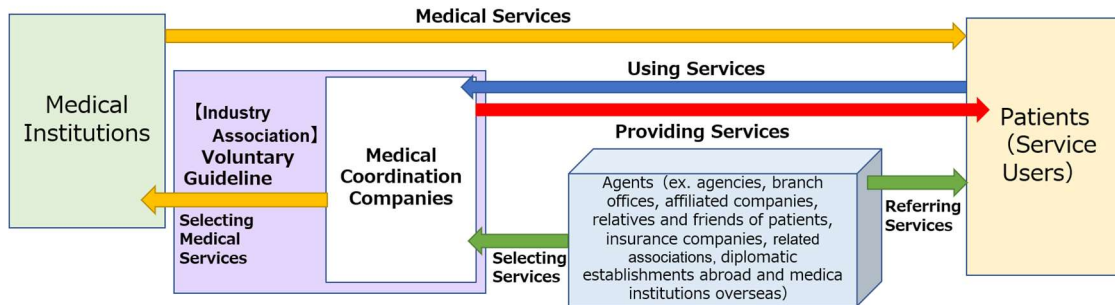 Medical Services
Medical
Institutions
【Industry
Association】
Voluntary
Guideline
Selecting
Medical
Services
Medical
Coordination
Companies
Using Services
Providing Services
Selecting
Services
Agents (ex. agencies, branch
offices, affiliated companies,
relatives and friends of patients,
insurance companies, related
associations, diplomatic
establishments abroad and medica
institutions overseas)
Referring
Services
Patients
(Service
Users)